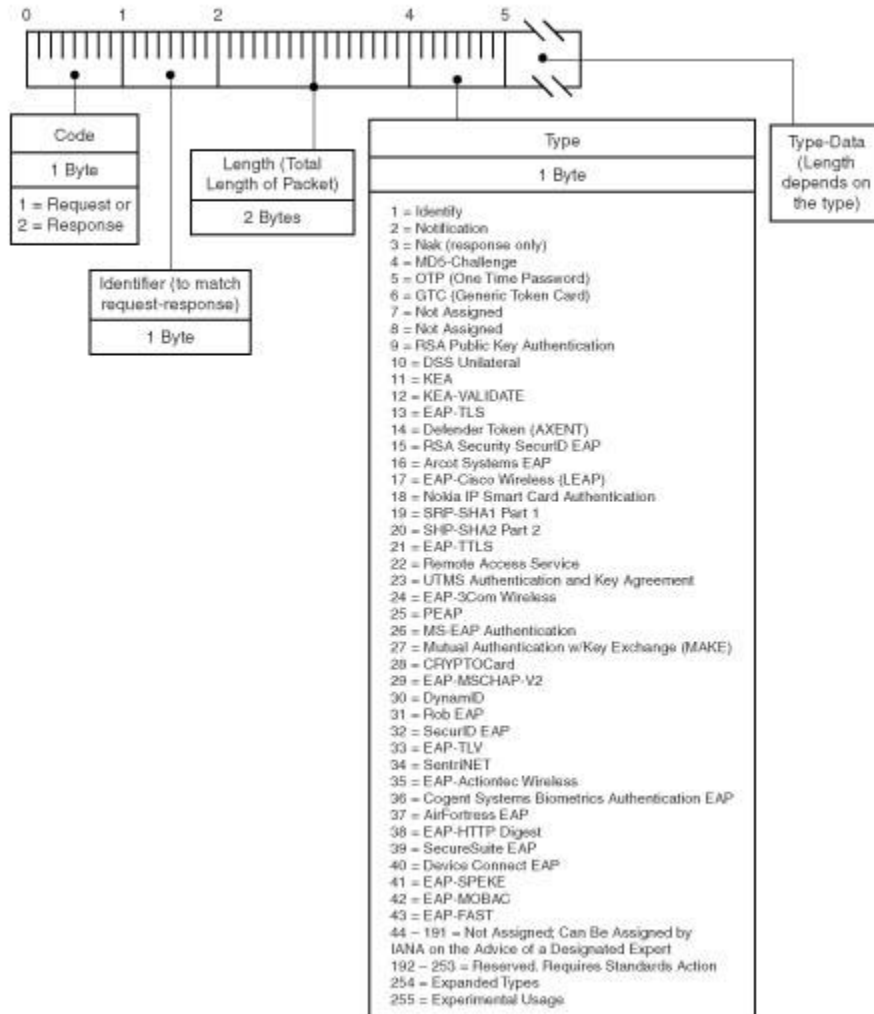 0 1 2 4 5
Code
1 Byte
1 = Request or
2 = Response
Identifier (to match
request-response)
1 Byte
Length (Total
Length of Packet)
2 Bytes
Type
1 Byte
1 = Identify
2 = Notification
3 = Nak (response only)
4 = MD5-Challenge
5 = OTP (One Time Password)
6 = GTC (Generic Token Card)
7 = Not Assigned
8 = Not Assigned
9 = RSA Public Key Authentication
10 = DSS Unilateral
11 = KEA
12 = KEA-VALIDATE
13 = EAP-TLS
14 = Defender Token (AXENT)
15 = RSA Security SecurID EAP
16 = Arcot Systems EAP
17 = EAP-Cisco Wireless (LEAP)
18 = Nokia IP Smart Card Authentication
19 = SRP-SHA1 Part 1
20 = SHP-SHA2 Part 2
21 = EAP-TTLS
22 = Remote Access Service
23 = UTMS Authentication and Key Agreement
24 = EAP-3Com Wireless
25 = PEAP
26 = MS-EAP Authentication
27 = Mutual Authentication w/Key Exchange (MAKE)
28 = CRYPTOCard
29 = EAP-MSCHAP-V2
30 = DynamID
31 = Rob EAP
32 = SecurID EAP
33 = EAP-TLV
34 = SentriNET
35 = EAP-Actiontec Wireless
36 = Cogent Systems Biometrics Authentication EAP
37 = AirFortress EAP
38 = EAP-HTTP Digest
39 = SecureSuite EAP
40 = Device Connect EAP
41 = EAP-SPEKE
42 = EAP-MOBAC
43 = EAP-FAST
44 – 191 = Not Assigned; Can Be Assigned by
IANA on the Advice of a Designated Expert
192 – 253 = Reserved. Requires Standards Action
254 = Expanded Types
255 = Experimental Usage
Type-Data
(Length
depends on
the type)